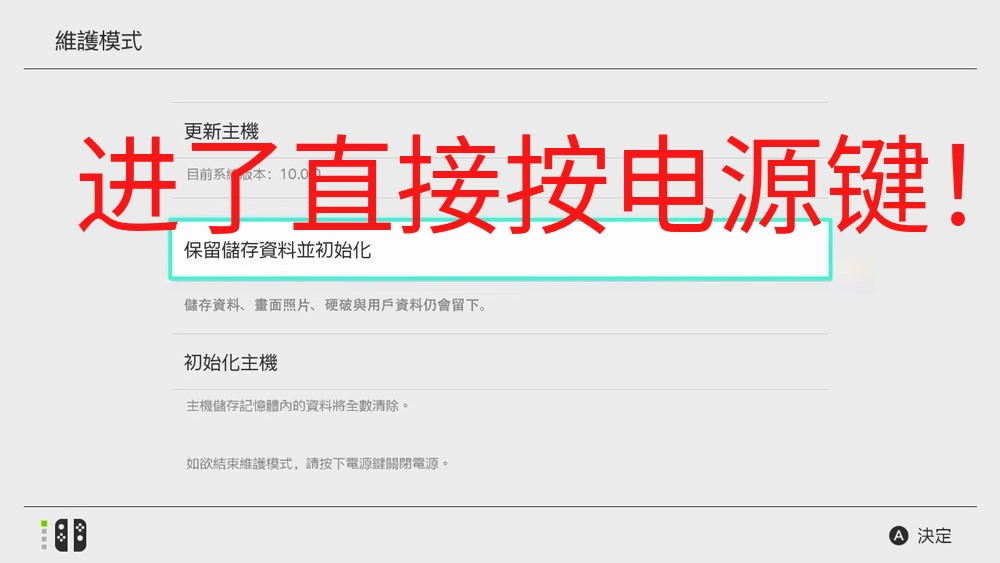 維護模式
更新主機
进了直接按电源键！
目前系統版本：10.0.0
保留儲存資料並初始化
儲存資料、畫面照片、硬破與用戶資料仍會留下。
初始化主機
主機儲存記憶體內的資料將全數清除。
如欲結束維護模式，請按下電源鍵關閉電源。
A 決定